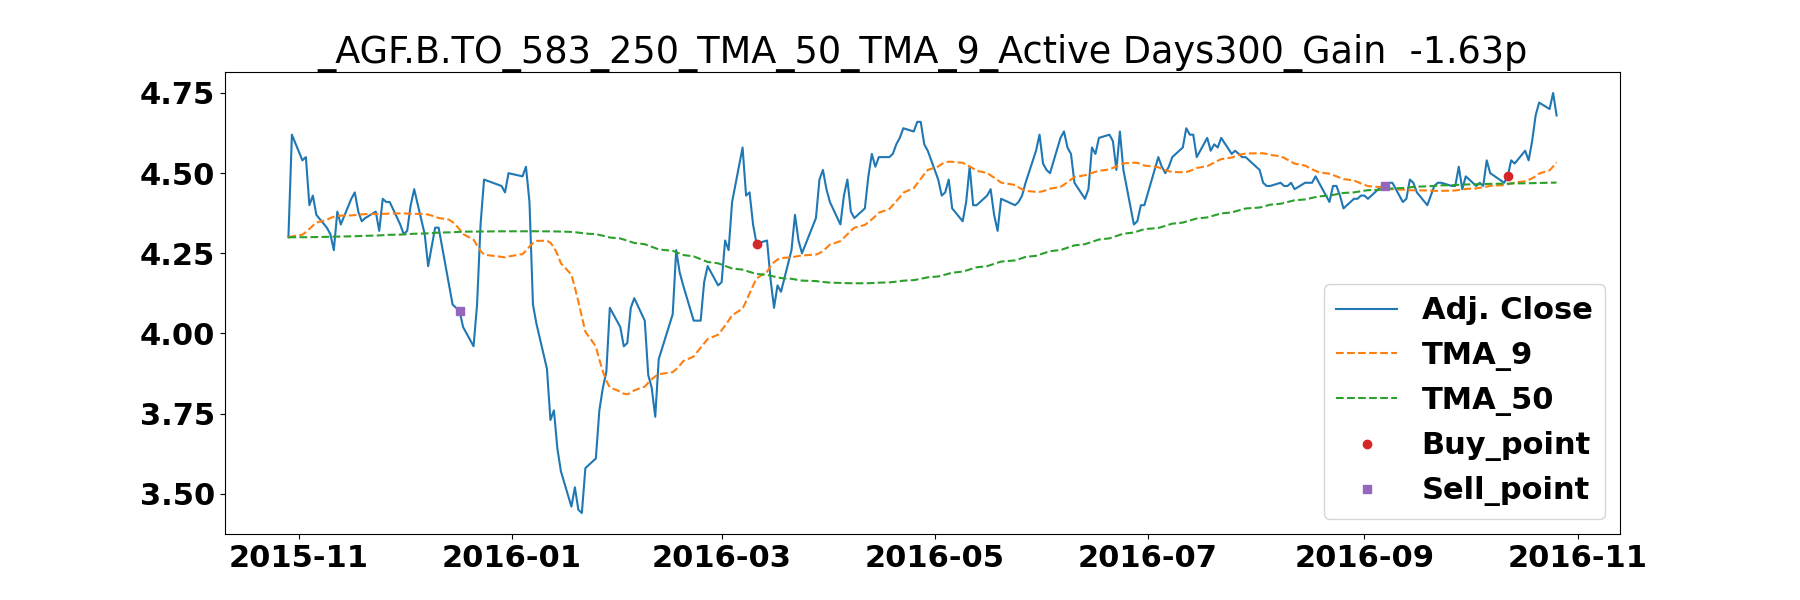 _AGF.B.TO_583_250_TMA_50_TMA_9_Active Days300_Gain  -1.63p
4.75
4.50
4.25
4.00
3.75
3.50
Adj. Close
TMA_9
TMA_50
Buy_point
Sell_point
2015-11 2016-01 2016-03 2016-05 2016-07 2016-09 2016-11